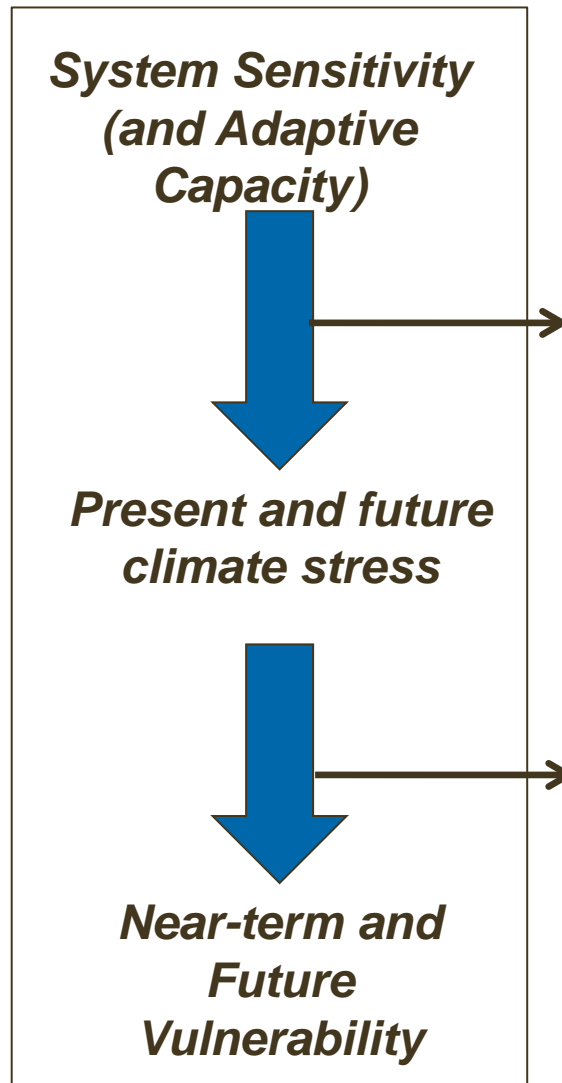 System Sensitivity
(and Adaptive
Capacity)
Present and future
climate stress
Near-term and
Future
Vulnerability